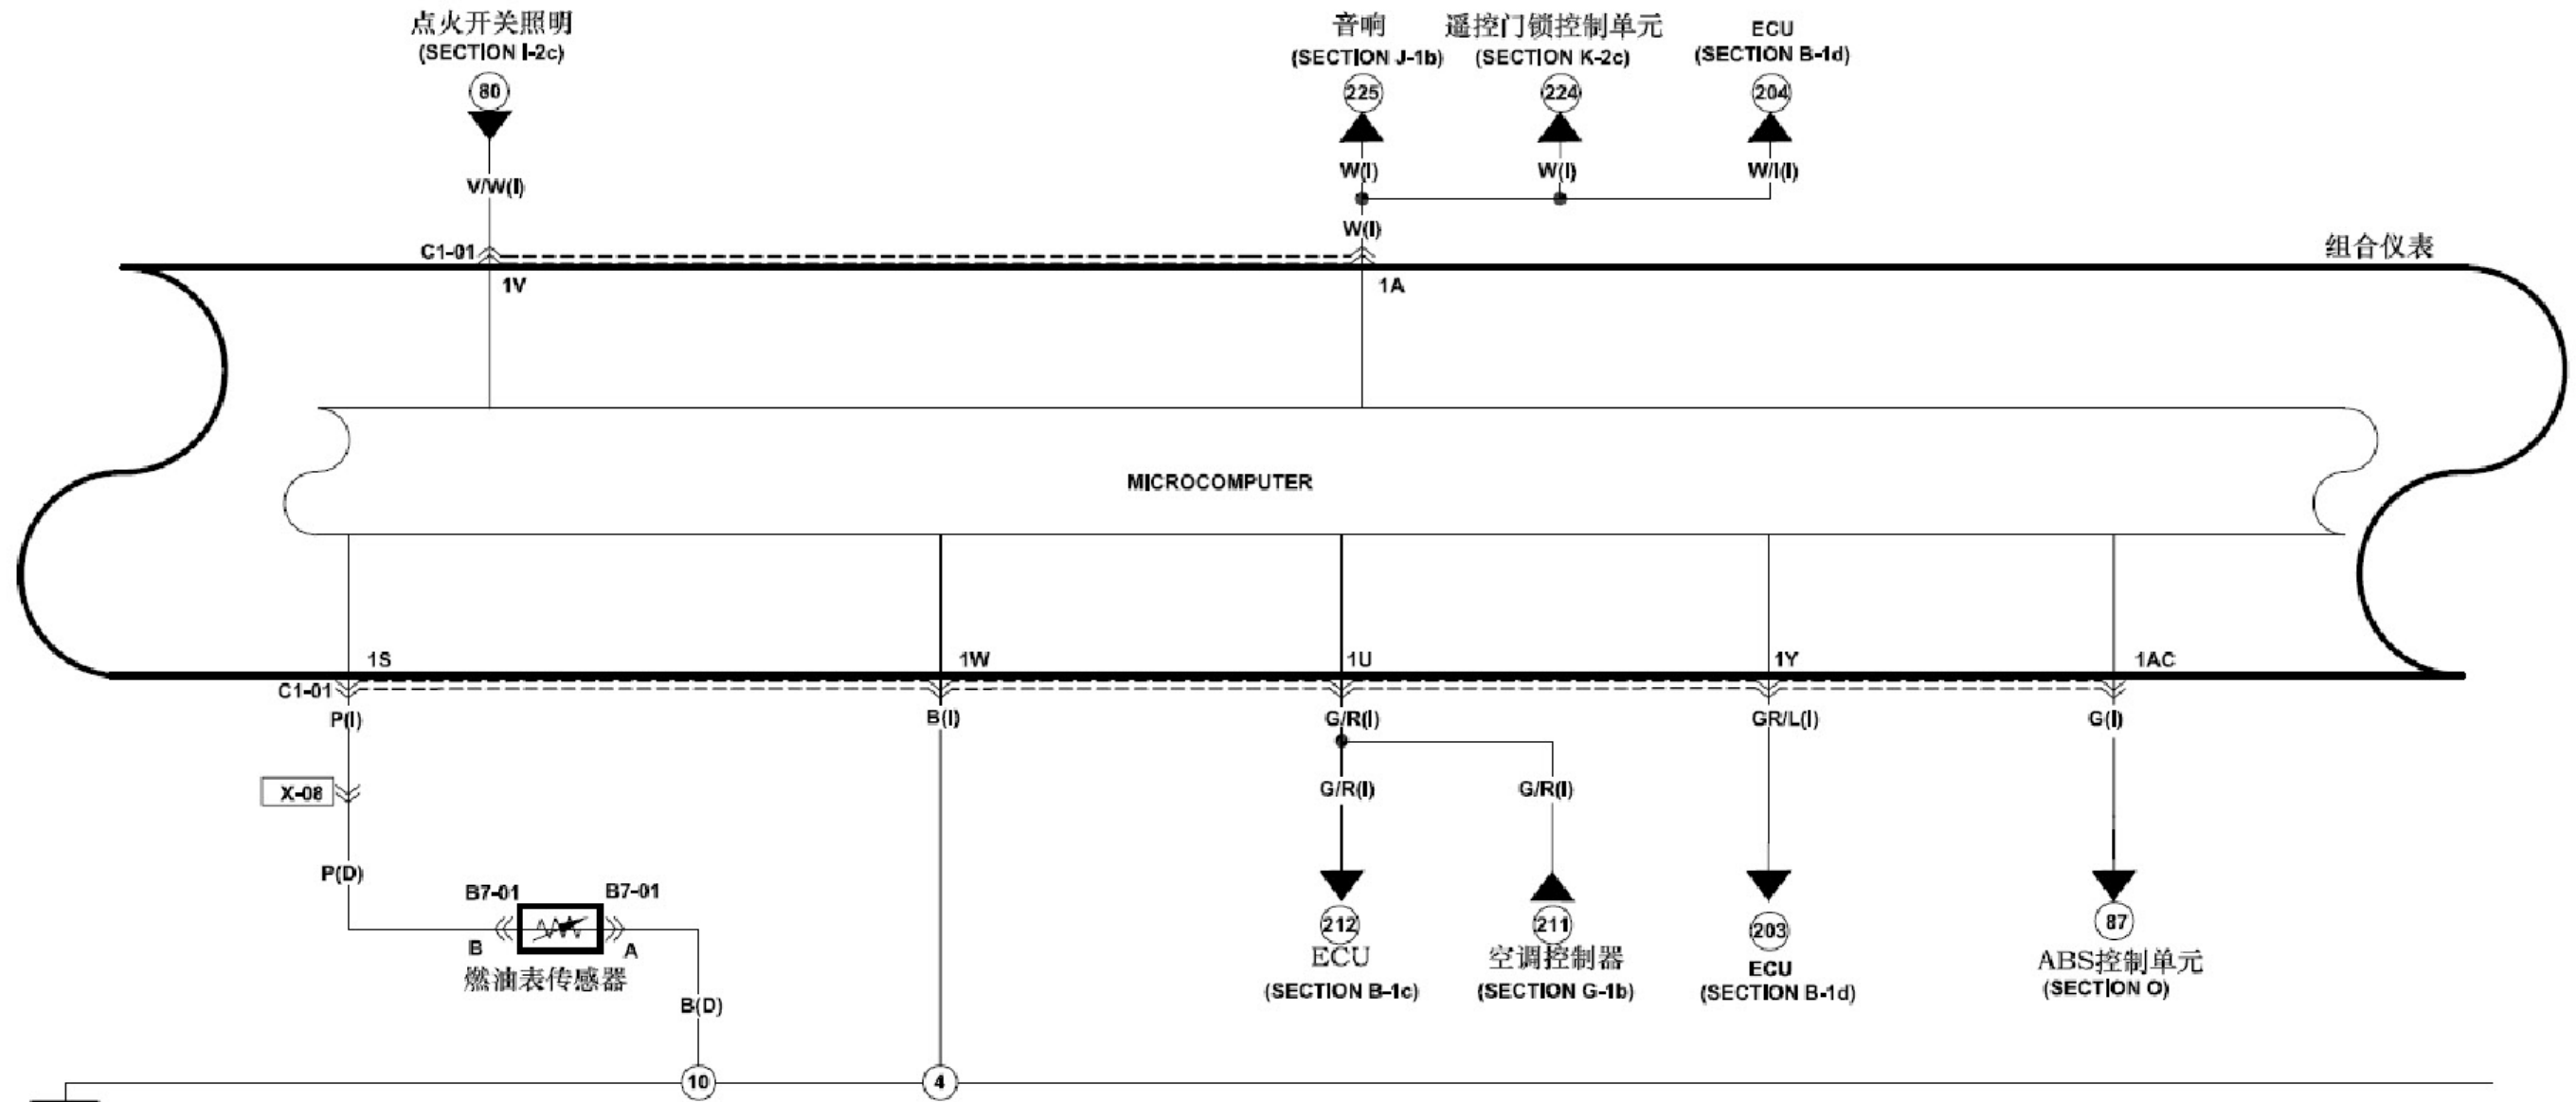 点火开关照明
(SECTION I-2c)
80
V/W(I)
音响
(SECTION J-1b)
225
W(I)
遥控门锁控制单元
(SECTION K-2c)
224
W(I)
ECU
(SECTION B-1d)
204
W/I(I)
W(I)
C1-01
组合仪表
1V
1A
MICROCOMPUTER
1S
1W
1U
1Y
1AC
C1-01
P(I)
B(I)
G/R(I)
GR/L(I)
G(I)
X-08
G/R(I)
G/R(I)
P(D)
B7-01
B7-01
B
A
燃油表传感器
B(D)
212
ECU
(SECTION B-1c)
211
空调控制器
(SECTION G-1b)
203
ECU
(SECTION B-1d)
87
ABS控制单元
(SECTION O)
10
4